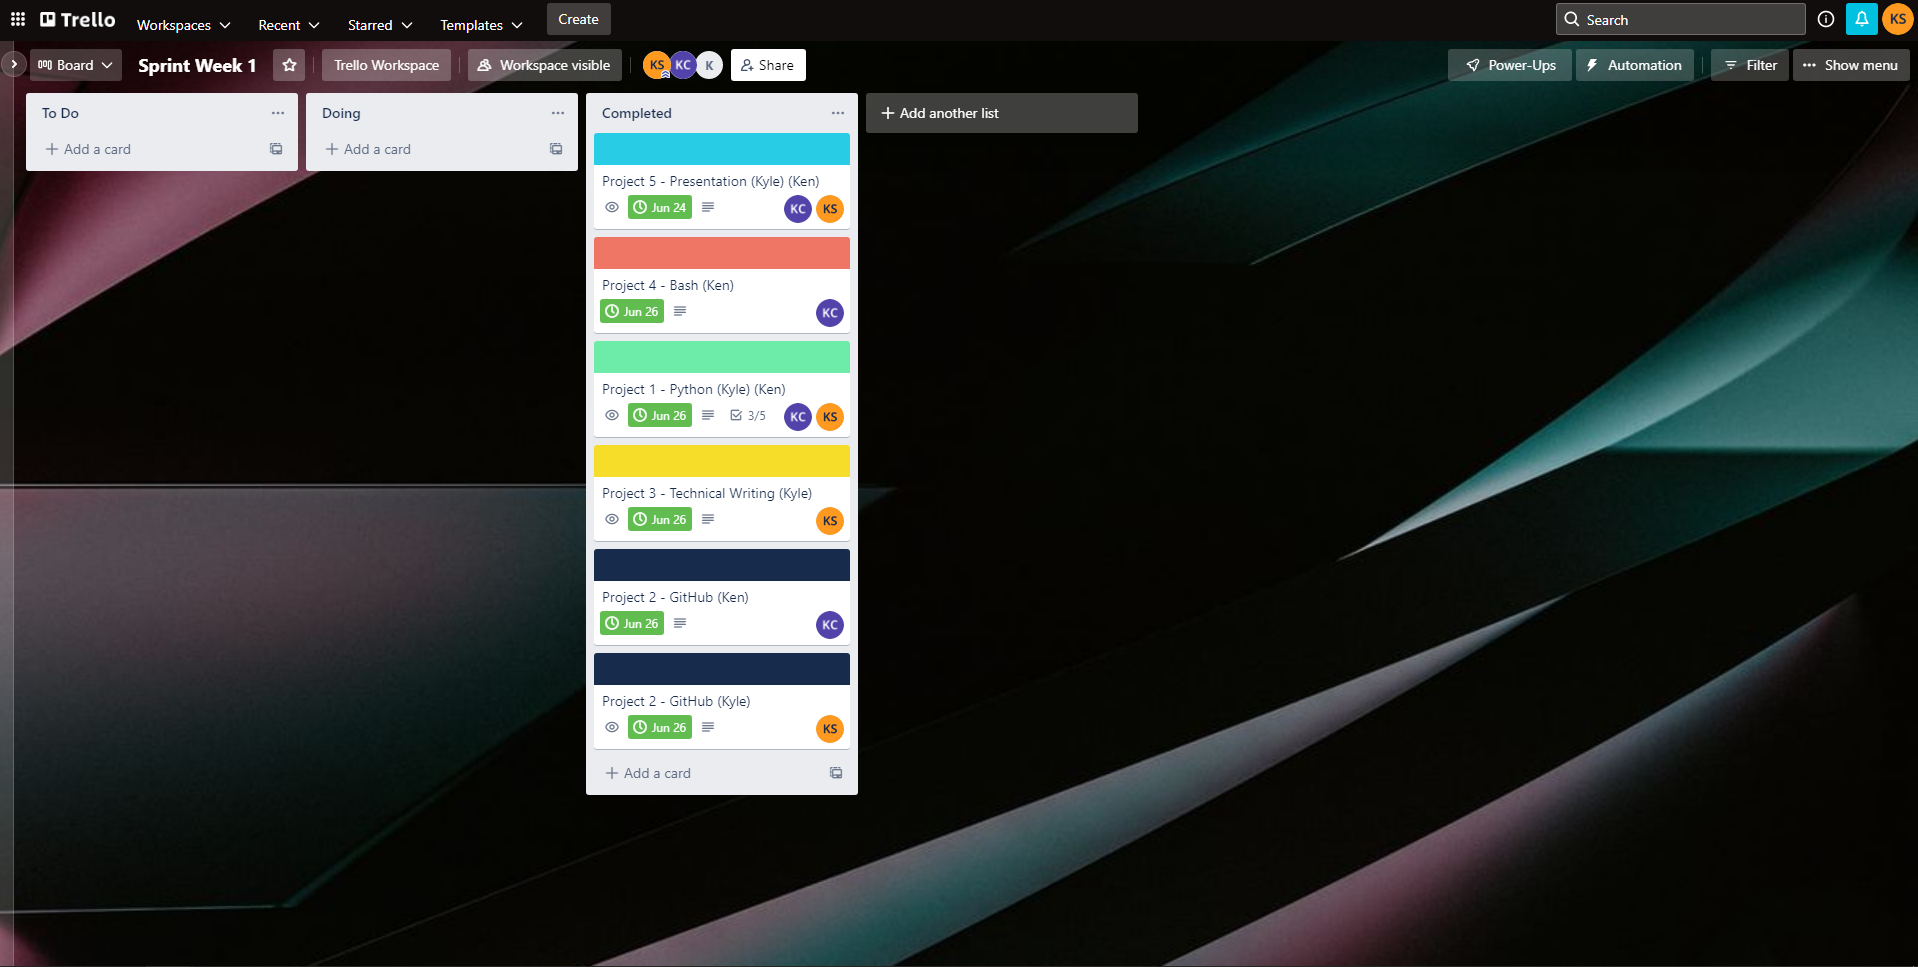 Trello
Workspaces
Recent
Starred
Templates
Create
Search
KS
Board
Sprint Week 1
Trello Workspace
Workspace visible
KS
KC
K
Share
Power-Ups
Automation
Filter
Show menu
To Do
Add a card
Doing
Add a card
Completed
Project 5 - Presentation (Kyle) (Ken)
Jun 24
KC
KS
Project 4 - Bash (Ken)
Jun 26
KC
Project 1 - Python (Kyle) (Ken)
Jun 26
3/5
KC
KS
Project 3 - Technical Writing (Kyle)
Jun 26
KS
Project 2 - GitHub (Ken)
Jun 26
KC
Project 2 - GitHub (Kyle)
Jun 26
KS
Add a card
Add another list